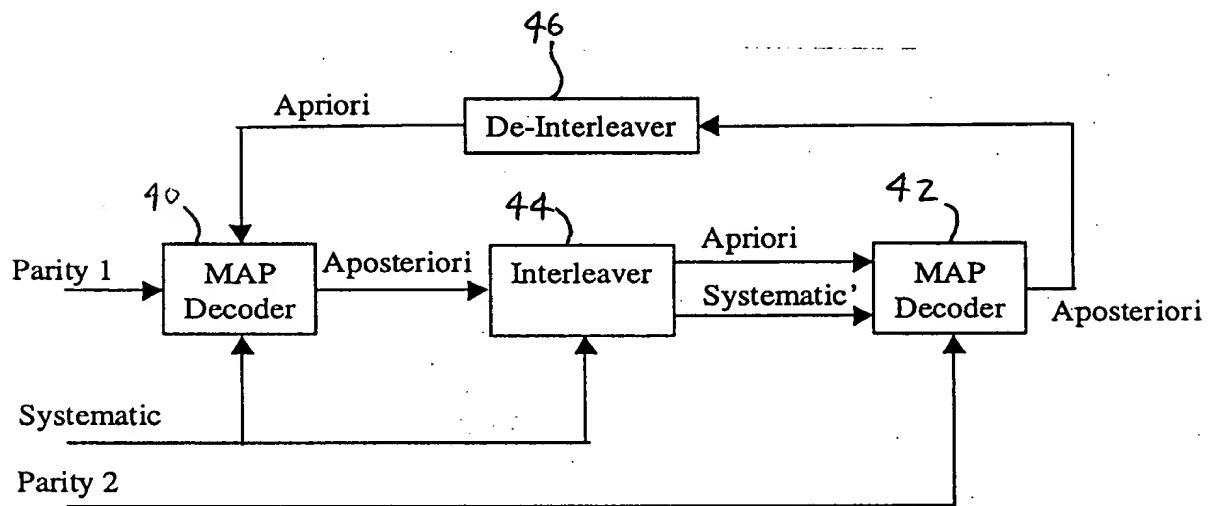 46
Apriori
De-Interleaver
40
44
42
Parity 1
MAP
Decoder
Aposteriori
Interleaver
Apriori
Systematic'
MAP
Decoder
Aposteriori
Systematic
Parity 2